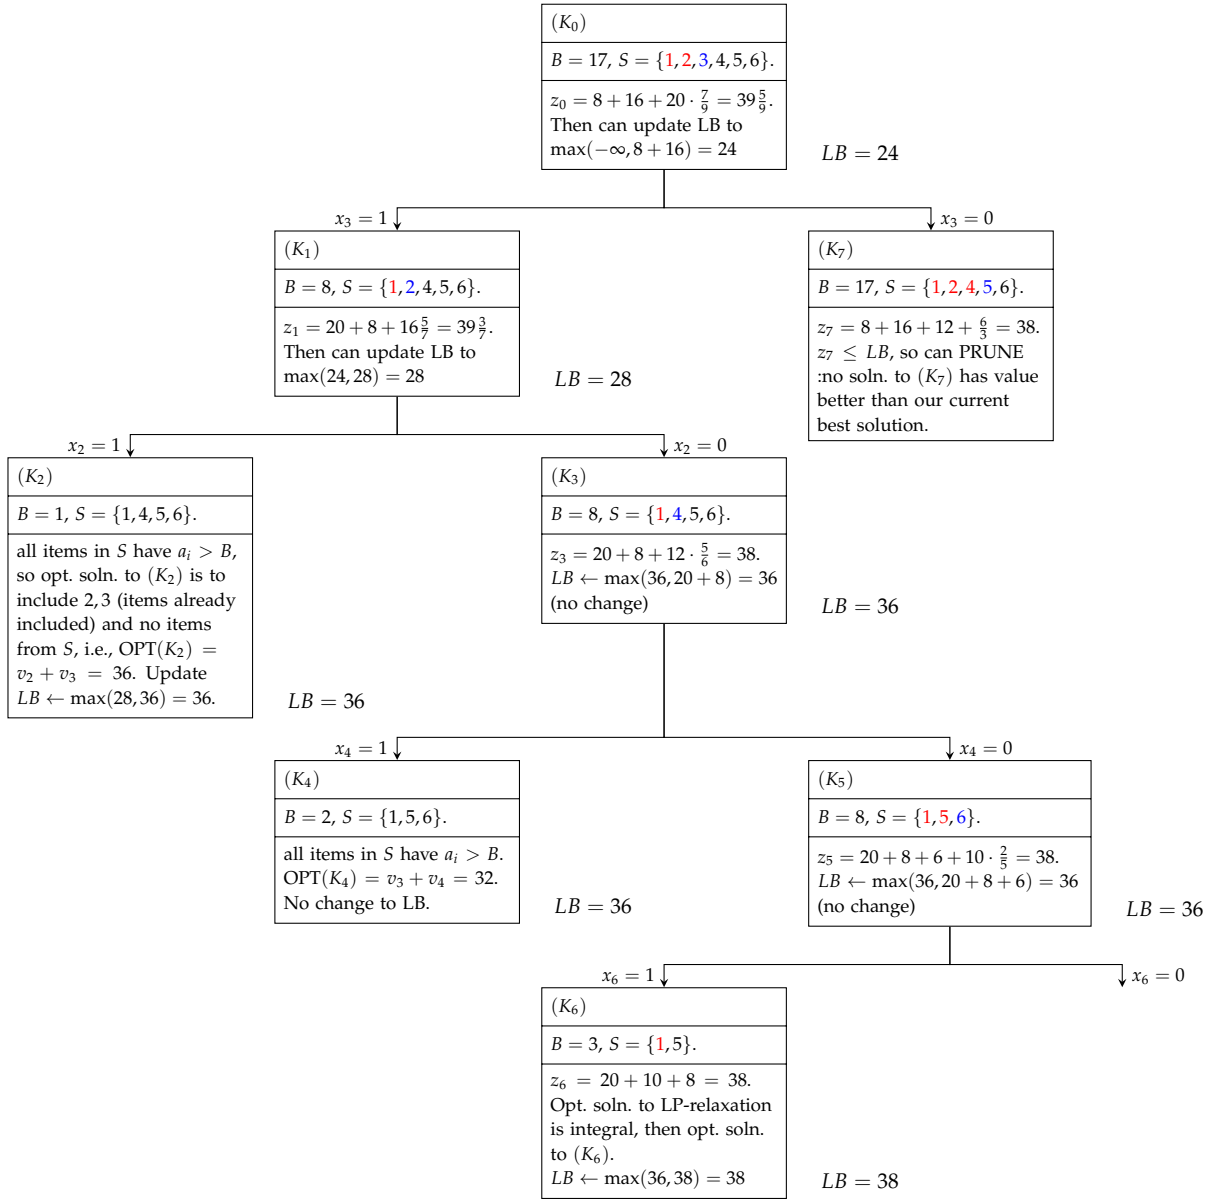 (K₀)
B = 17, S = {1, 2, 3, 4, 5, 6}.
z₀ = 8 + 16 + 20 · 7/9 = 39 5/9.
Then can update LB to
max(−∞, 8 + 16) = 24
LB = 24
x₃ = 1
x₃ = 0
(K₁)
B = 8, S = {1, 2, 4, 5, 6}.
z₁ = 20 + 8 + 16 5/7 = 39 3/7.
Then can update LB to
max(24, 28) = 28
LB = 28
(K₇)
B = 17, S = {1, 2, 4, 5, 6}.
z₇ = 8 + 16 + 12 + 6/3 = 38.
z₇ ≤ LB, so can PRUNE
:no soln. to (K₇) has value
better than our current
best solution.
x₂ = 1
x₂ = 0
(K₂)
B = 1, S = {1, 4, 5, 6}.
all items in S have aᵢ > B,
so opt. soln. to (K₂) is to
include 2, 3 (items already
included) and no items
from S, i.e., OPT(K₂) =
v₂ + v₃ = 36. Update
LB ← max(28, 36) = 36.
LB = 36
(K₃)
B = 8, S = {1, 4, 5, 6}.
z₃ = 20 + 8 + 12 · 5/6 = 38.
LB ← max(36, 20 + 8) = 36
(no change)
LB = 36
x₄ = 1
x₄ = 0
(K₄)
B = 2, S = {1, 5, 6}.
all items in S have aᵢ > B.
OPT(K₄) = v₃ + v₄ = 32.
No change to LB.
LB = 36
(K₅)
B = 8, S = {1, 5, 6}.
z₅ = 20 + 8 + 6 + 10 · 2/5 = 38.
LB ← max(36, 20 + 8 + 6) = 36
(no change)
LB = 36
x₆ = 1
x₆ = 0
(K₆)
B = 3, S = {1, 5}.
z₆ = 20 + 10 + 8 = 38.
Opt. soln. to LP-relaxation
is integral, then opt. soln.
to (K₆).
LB ← max(36, 38) = 38
LB = 38